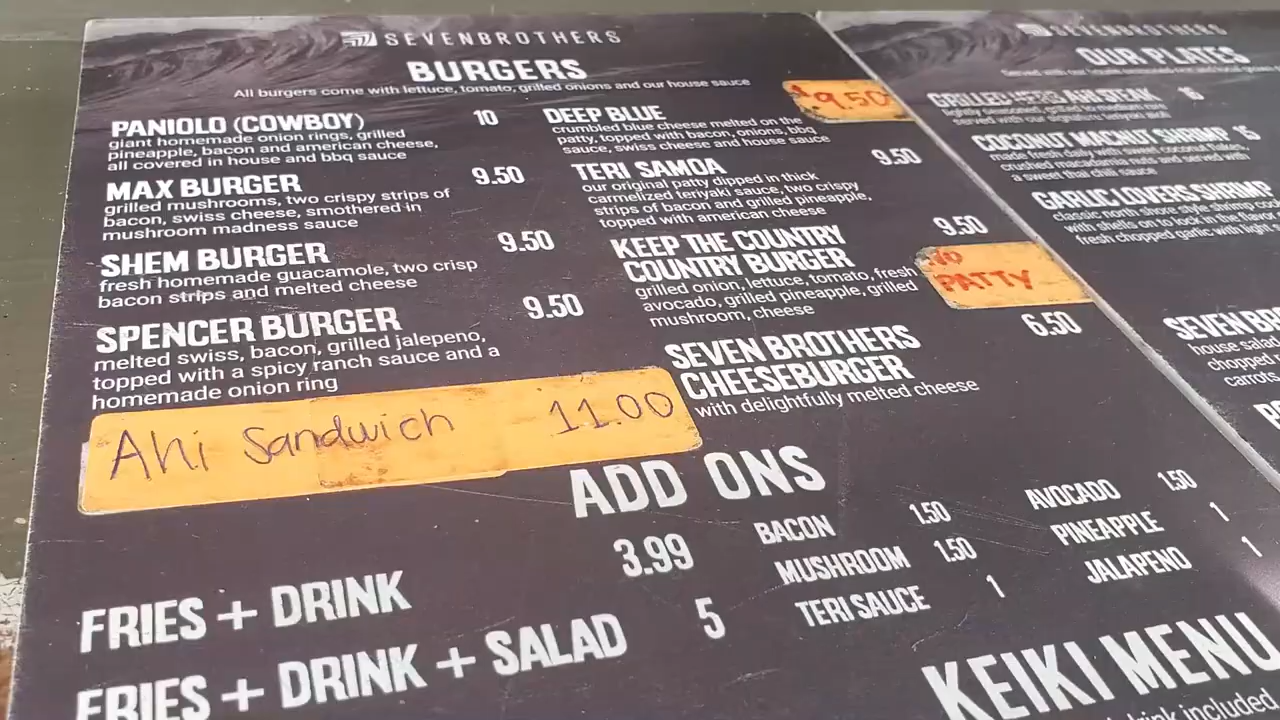 SEVENBROTHERS
BURGERS
All burgers come with lettuce, tomato, grilled onions and our house sauce
PANIOLO (COWBOY) 10
giant homemade onion rings, grilled
pineapple, bacon and american cheese,
all covered in house and bbq sauce
MAX BURGER 9.50
grilled mushrooms, two crispy strips of
bacon, swiss cheese, smothered in
mushroom madness sauce
SHEM BURGER 9.50
fresh homemade guacamole, two crisp
bacon strips and melted cheese
SPENCER BURGER 9.50
melted swiss, bacon, grilled jalepeno,
topped with a spicy ranch sauce and a
homemade onion ring
Ahi Sandwich 11.00
DEEP BLUE $9.50
crumbled blue cheese melted on the
patty, topped with bacon, onions, bbq
sauce, swiss cheese and house sauce
TERI SAMOA 9.50
our original patty dipped in thick
carmelized teriyaki sauce, two crispy
strips of bacon and grilled pineapple,
topped with american cheese
KEEP THE COUNTRY 9.50
COUNTRY BURGER
NO
PATTY
grilled onion, lettuce, tomato, fresh
avocado, grilled pineapple, grilled
mushroom, cheese
SEVEN BROTHERS 6.50
CHEESEBURGER
with delightfully melted cheese
ADD ONS
FRIES + DRINK 3.99
FRIES + DRINK + SALAD 5
BACON 1.50
MUSHROOM 1.50
TERI SAUCE 1
AVOCADO 1.50
PINEAPPLE 1
JALAPENO 1
KEIKI MENU
drink included
SEVENBROTHERS
OUR PLATES
AHI STEAK 16
COCONUT MACNUT SHRIMP 15
made fresh daily coconut flakes,
crushed macadamia nuts and served with
a sweet thai chili sauce
GARLIC LOVERS SHRIMP
classic north shore shrimp
with shells on to lock in the flavor
fresh chopped garlic with light
SEVEN
house salad
chopped
carrots,